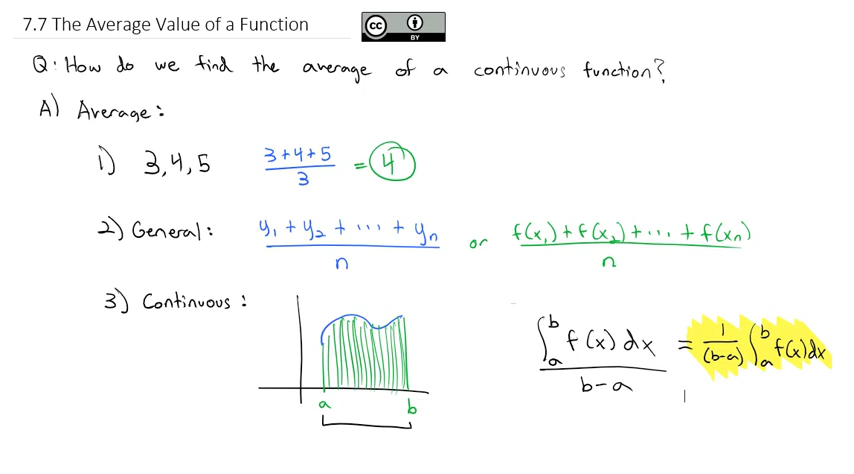 7.7 The Average Value of a Function
cc BY
Q: How do we find the average of a continuous function?
A) Average:
1) 3, 4, 5 (3+4+5)/3 = 4
2) General: (y₁ + y₂ + ... + yₙ)/n or (f(x₁) + f(x₂) + ... + f(xₙ))/n
3) Continuous:
∫ₐᵇ f(x) dx / (b-a) = 1/(b-a) ∫ₐᵇ f(x) dx
a b